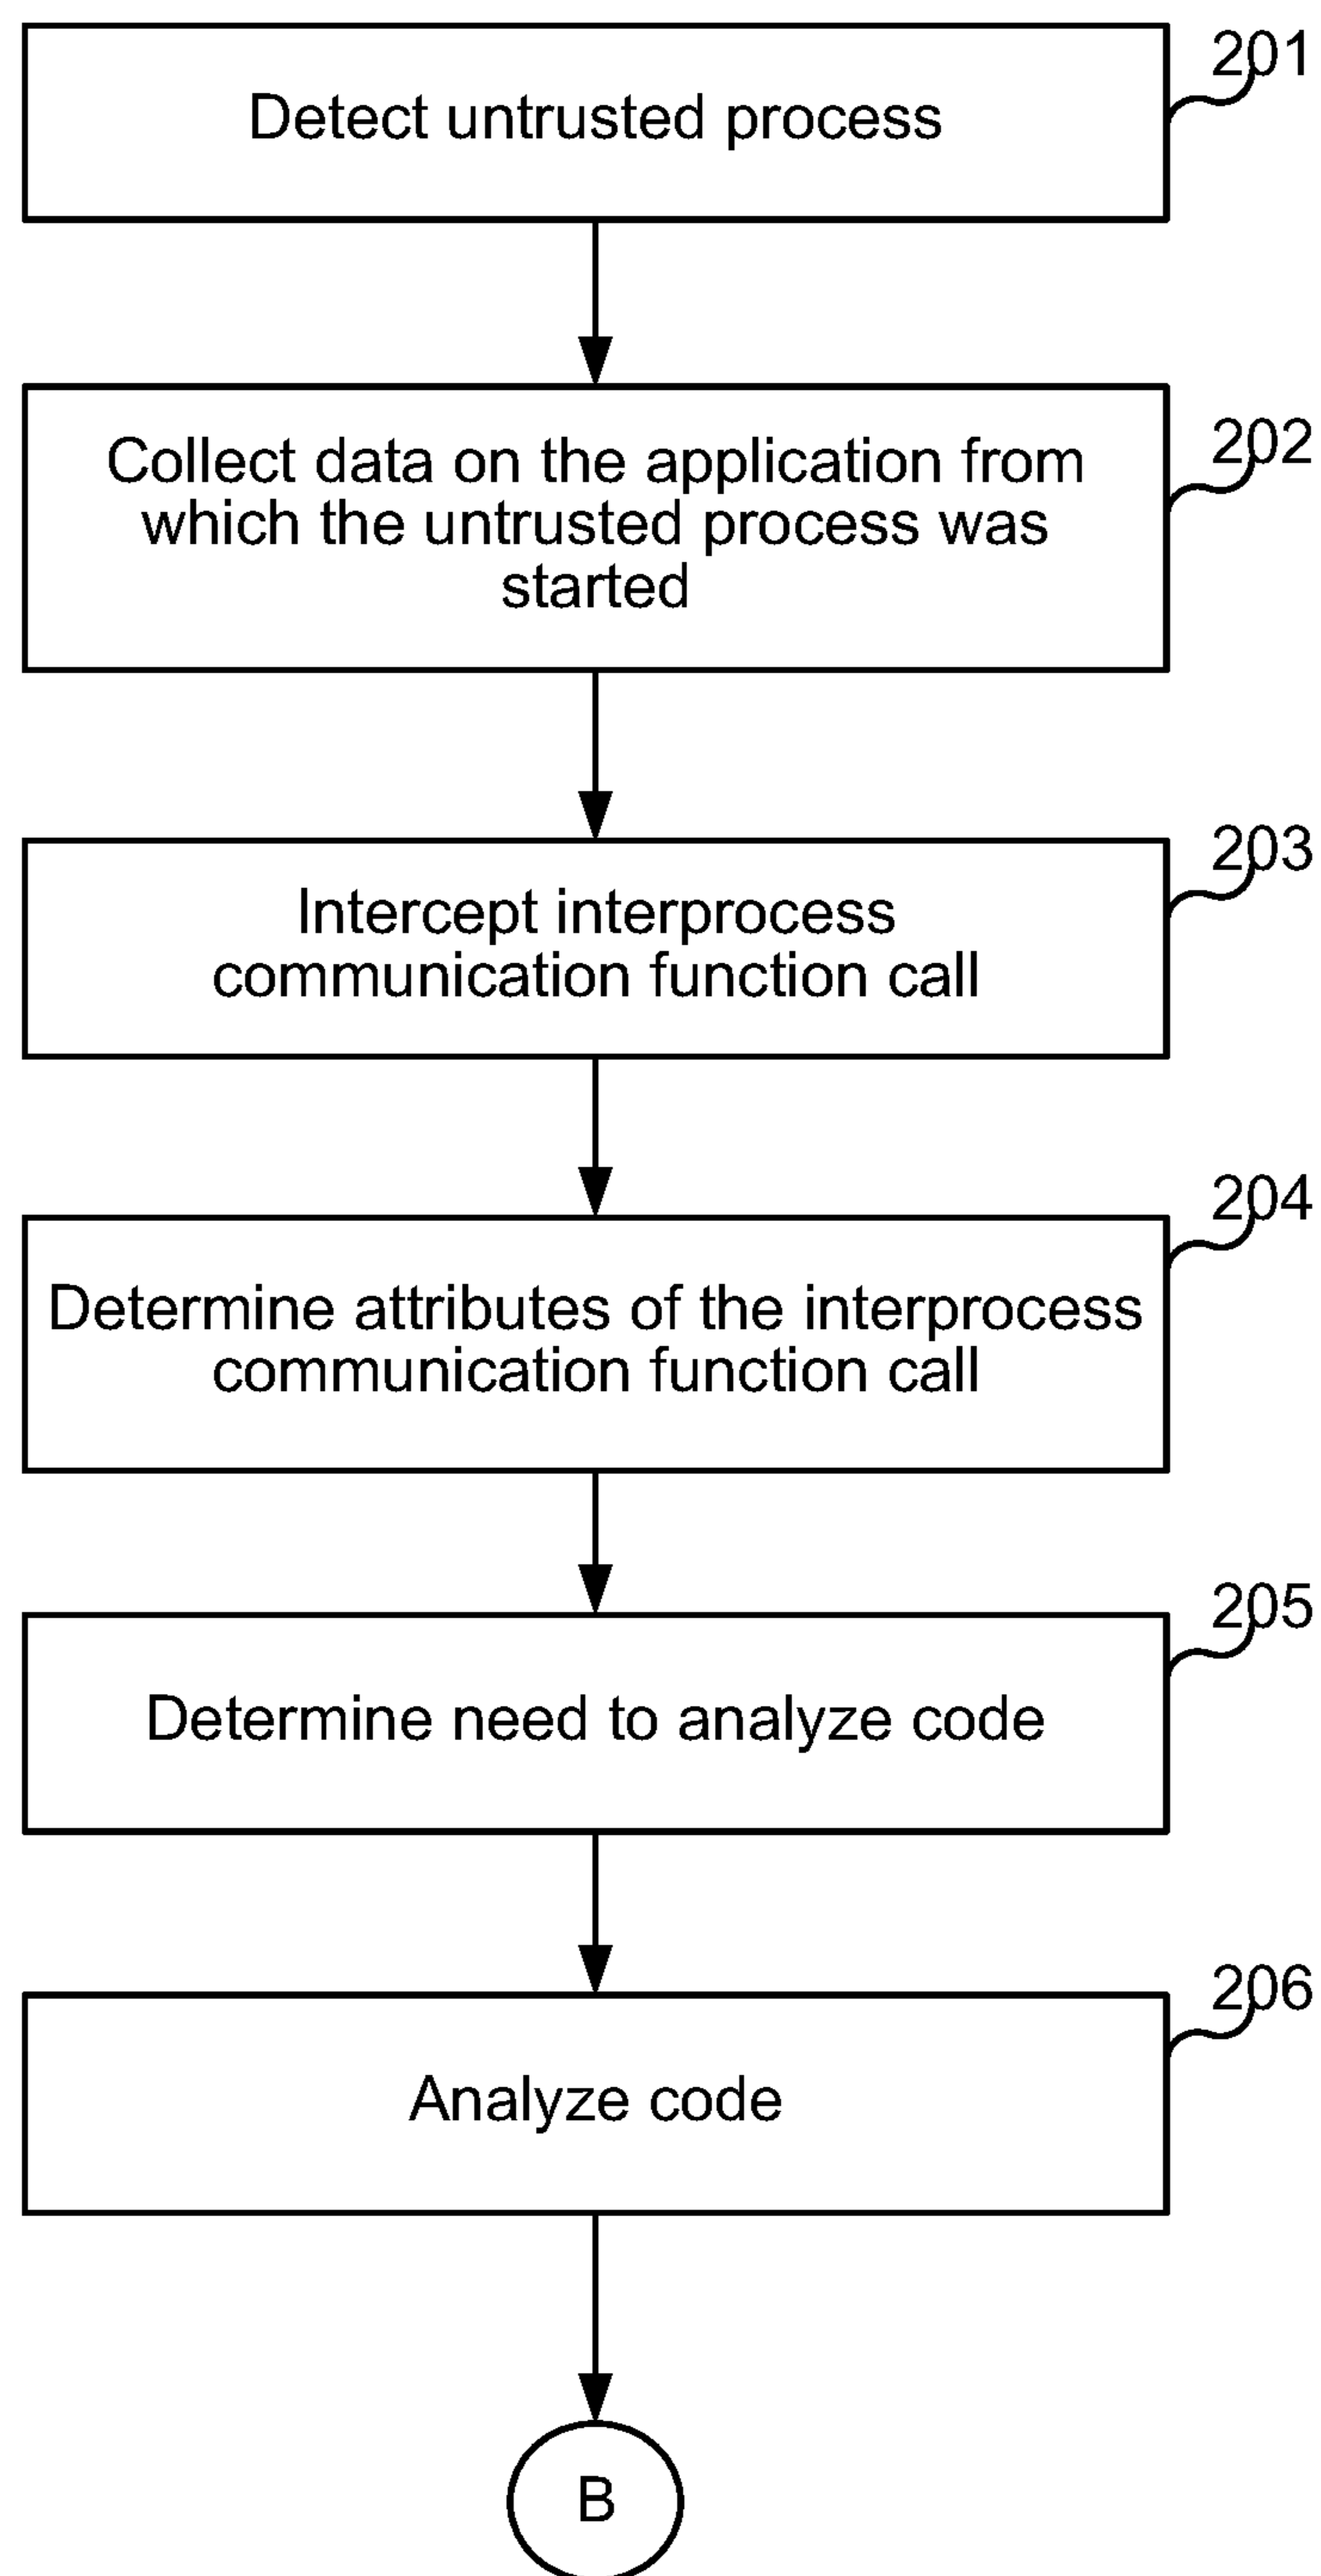 201
Detect untrusted process
202
Collect data on the application from
which the untrusted process was
started
203
Intercept interprocess
communication function call
204
Determine attributes of the interprocess
communication function call
205
Determine need to analyze code
206
Analyze code
B